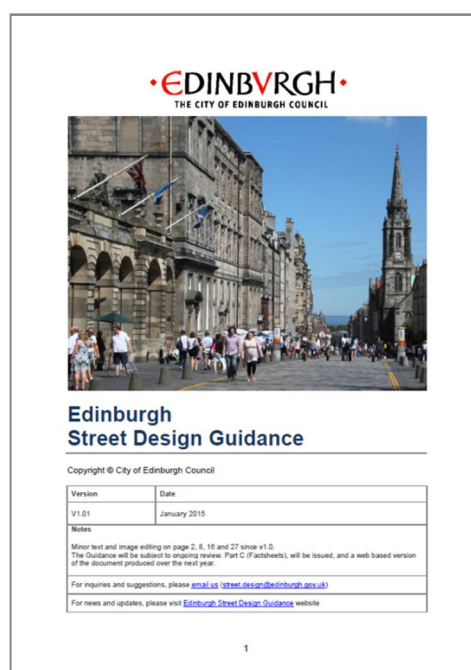 EDINBVRGH
THE CITY OF EDINBURGH COUNCIL
Edinburgh
Street Design Guidance
Copyright © City of Edinburgh Council
Version Date
V1.01 January 2015
Notes
Minor text and image editing on page 2, 8, 16 and 27 since v1.0.
The Guidance will be subject to ongoing review. Part C (Factsheets), will be issued, and a web based version
of the document produced over the next year.
For inquiries and suggestions, please email us (street.design@edinburgh.gov.uk)
For news and updates, please visit Edinburgh Street Design Guidance website
1